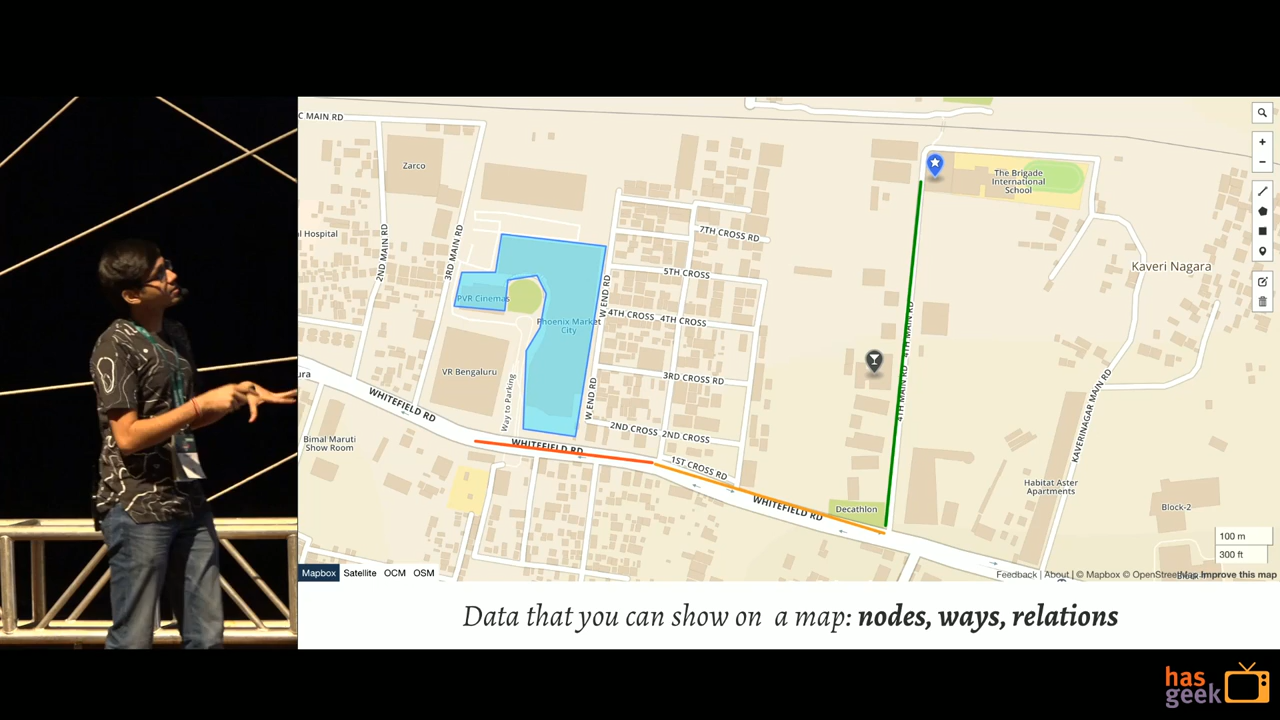 C MAIN RD
Zarco
l Hospital
2ND MAIN RD
3RD MAIN RD
PVR Cinemas
Phoenix Market
City
VR Bengaluru
Way to Parking
W END RD
W END RD
7TH CROSS RD
5TH CROSS
4TH CROSS
4TH CROSS
3RD CROSS RD
2ND CROSS
2ND CROSS
1ST CROSS RD
ura
WHITEFIELD RD
WHITEFIELD RD
WHITEFIELD RD
Bimal Maruti
Show Room
4TH MAIN RD
4TH MAIN RD
Decathlon
The Brigade
International
School
Kaveri Nagara
KAVERINAGAR MAIN RD
Habitat Aster
Apartments
Block-2
100 m
300 ft
Mapbox Satellite OCM OSM
Feedback | About | © Mapbox © OpenStreetMap Improve this map
Data that you can show on a map: nodes, ways, relations
has
geek